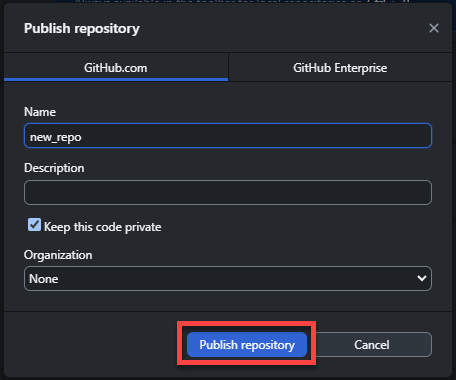 Publish repository
GitHub.com
GitHub Enterprise
Name
new_repo
Description
Keep this code private
Organization
None
Publish repository
Cancel